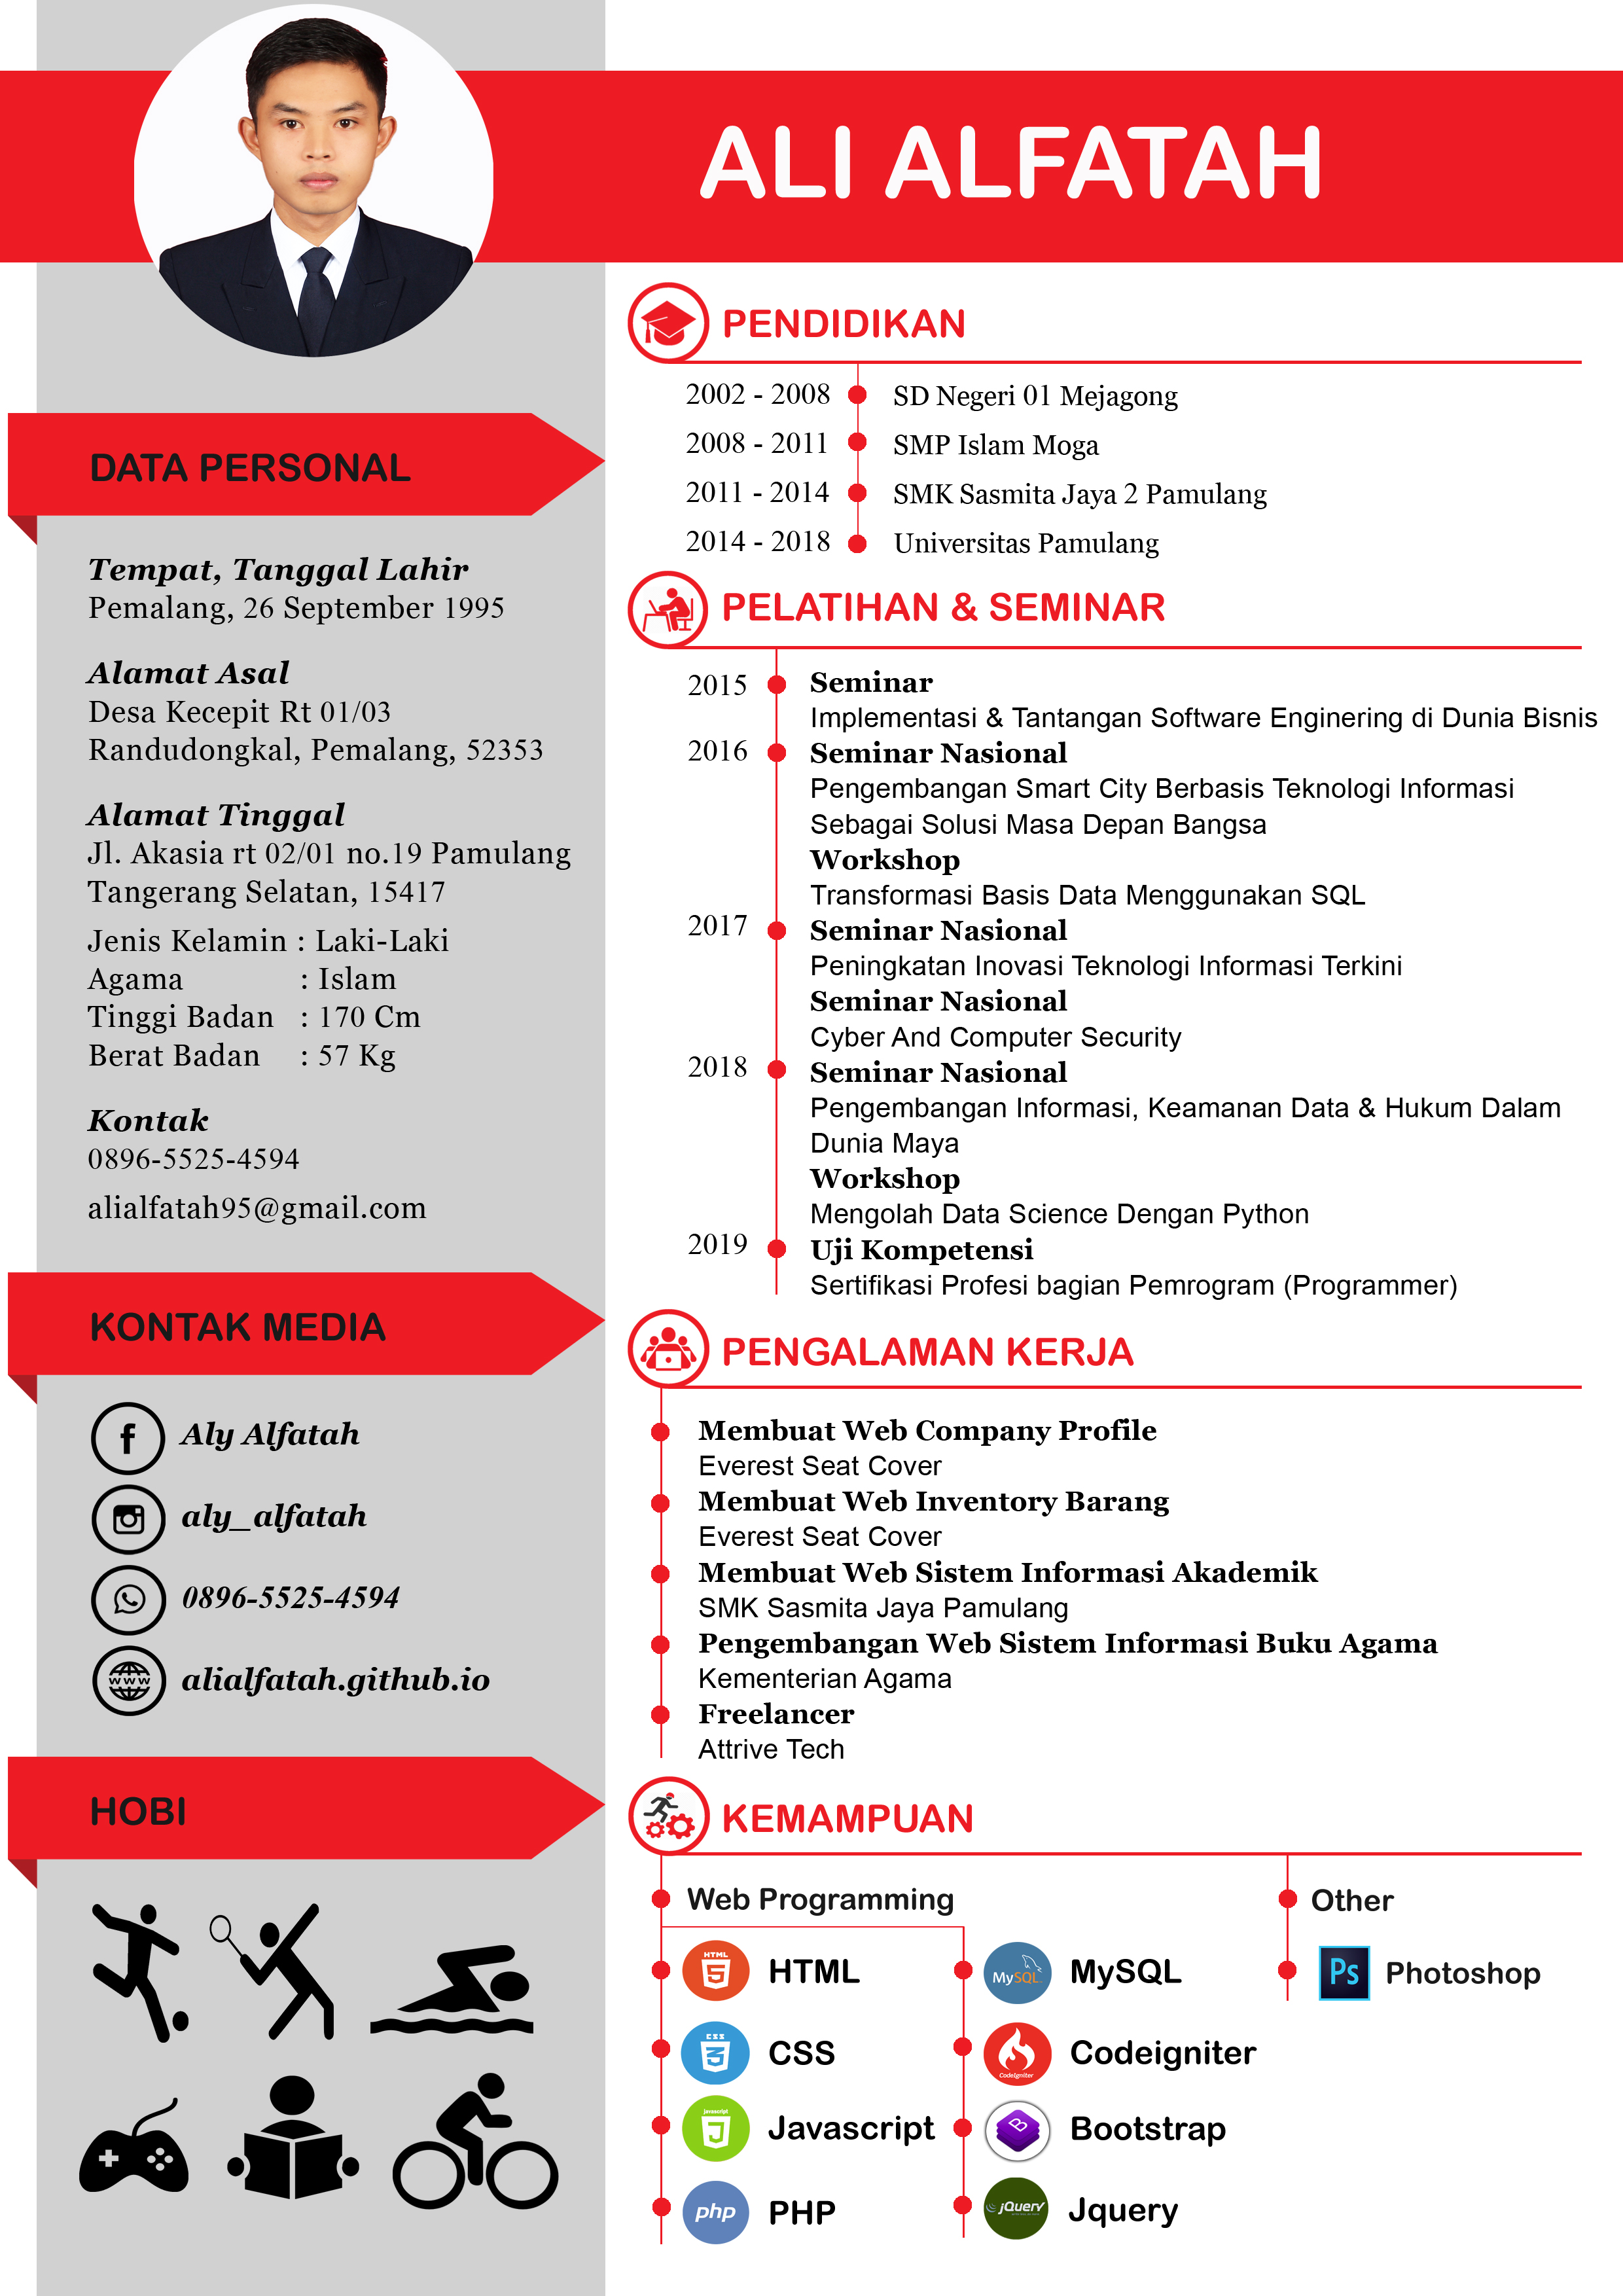 ALI ALFATAH
DATA PERSONAL
Tempat, Tanggal Lahir
Pemalang, 26 September 1995
Alamat Asal
Desa Kecepit Rt 01/03
Randudongkal, Pemalang, 52353
Alamat Tinggal
Jl. Akasia rt 02/01 no.19 Pamulang
Tangerang Selatan, 15417
Jenis Kelamin : Laki-Laki
Agama : Islam
Tinggi Badan : 170 Cm
Berat Badan : 57 Kg
Kontak
0896-5525-4594
alialfatah95@gmail.com
KONTAK MEDIA
f Aly Alfatah
aly_alfatah
0896-5525-4594
www alialfatah.github.io
HOBI
PENDIDIKAN
2002 - 2008 SD Negeri 01 Mejagong
2008 - 2011 SMP Islam Moga
2011 - 2014 SMK Sasmita Jaya 2 Pamulang
2014 - 2018 Universitas Pamulang
PELATIHAN & SEMINAR
2015 Seminar
Implementasi & Tantangan Software Enginering di Dunia Bisnis
2016 Seminar Nasional
Pengembangan Smart City Berbasis Teknologi Informasi
Sebagai Solusi Masa Depan Bangsa
Workshop
Transformasi Basis Data Menggunakan SQL
2017 Seminar Nasional
Peningkatan Inovasi Teknologi Informasi Terkini
Seminar Nasional
Cyber And Computer Security
2018 Seminar Nasional
Pengembangan Informasi, Keamanan Data & Hukum Dalam
Dunia Maya
Workshop
Mengolah Data Science Dengan Python
2019 Uji Kompetensi
Sertifikasi Profesi bagian Pemrogram (Programmer)
PENGALAMAN KERJA
Membuat Web Company Profile
Everest Seat Cover
Membuat Web Inventory Barang
Everest Seat Cover
Membuat Web Sistem Informasi Akademik
SMK Sasmita Jaya Pamulang
Pengembangan Web Sistem Informasi Buku Agama
Kementerian Agama
Freelancer
Attrive Tech
KEMAMPUAN
Web Programming
HTML 5 HTML
CSS 3 CSS
Javascript J Javascript
php PHP
MySQL MySQL
CodeIgniter Codeigniter
B Bootstrap
jQuery Jquery
Other
Ps Photoshop